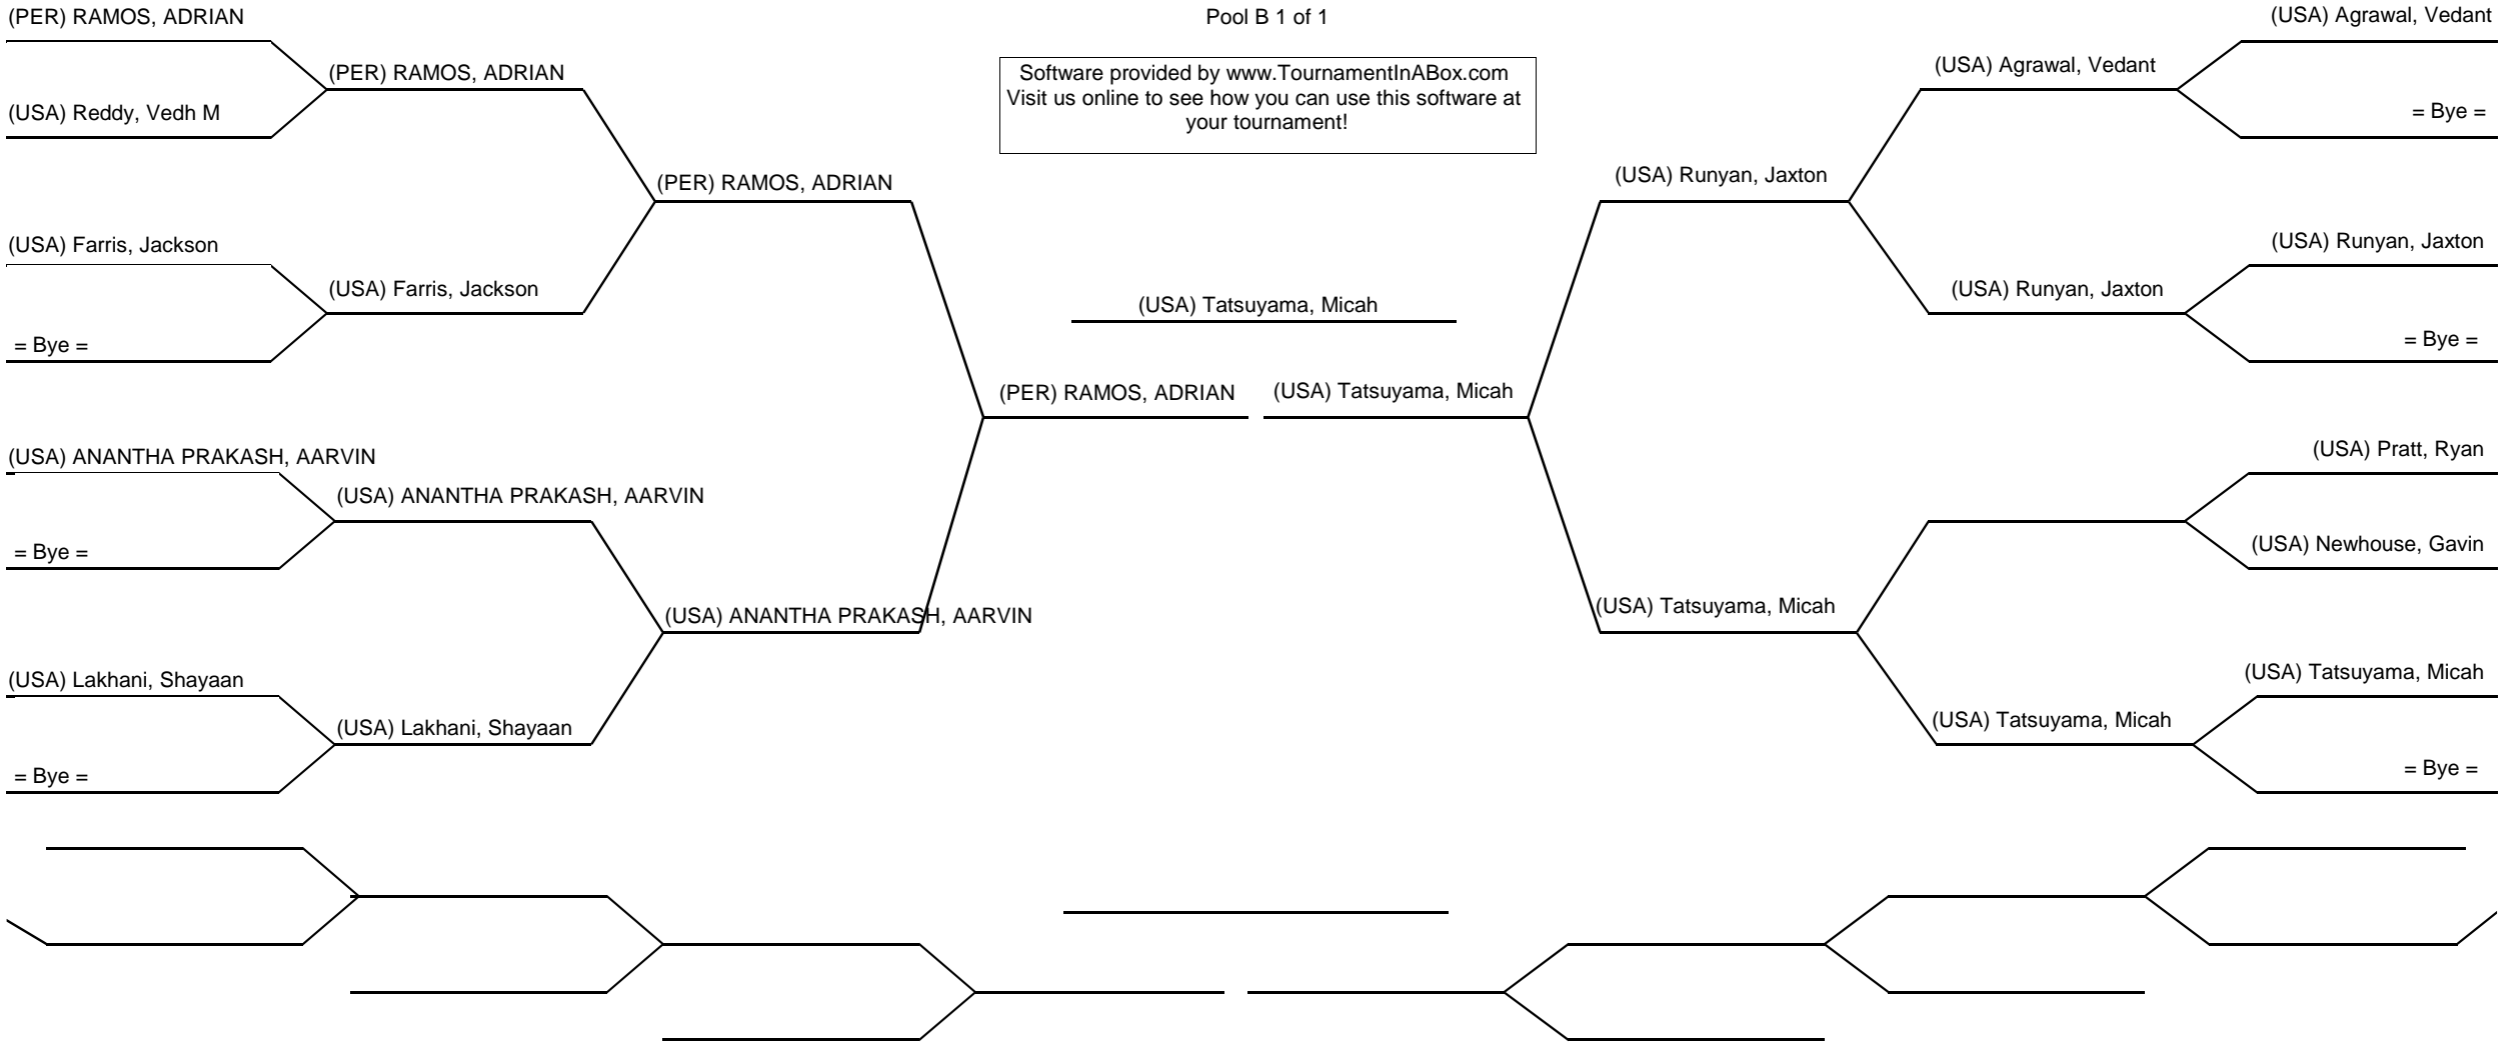 (PER) RAMOS, ADRIAN
Pool B 1 of 1
(USA) Agrawal, Vedant
(PER) RAMOS, ADRIAN
Software provided by www.TournamentInABox.com
Visit us online to see how you can use this software at
your tournament!
(USA) Agrawal, Vedant
(USA) Reddy, Vedh M
= Bye =
(PER) RAMOS, ADRIAN
(USA) Runyan, Jaxton
(USA) Farris, Jackson
(USA) Runyan, Jaxton
(USA) Farris, Jackson
(USA) Tatsuyama, Micah
(USA) Runyan, Jaxton
= Bye =
= Bye =
(PER) RAMOS, ADRIAN
(USA) Tatsuyama, Micah
(USA) ANANTHA PRAKASH, AARVIN
(USA) Pratt, Ryan
(USA) ANANTHA PRAKASH, AARVIN
= Bye =
(USA) Newhouse, Gavin
(USA) ANANTHA PRAKASH, AARVIN
(USA) Tatsuyama, Micah
(USA) Lakhani, Shayaan
(USA) Tatsuyama, Micah
(USA) Lakhani, Shayaan
(USA) Tatsuyama, Micah
= Bye =
= Bye =